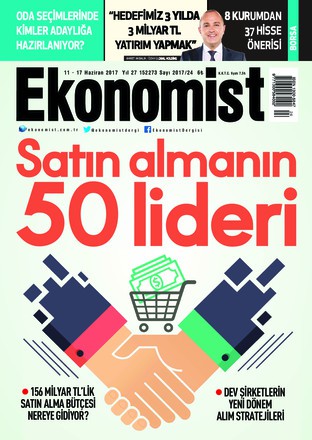 ODA SEÇİMLERİNDE
KİMLER ADAYLIĞA
HAZIRLANIYOR?
“HEDEFİMİZ 3 YILDA
3 MİLYAR TL
YATIRIM YAPMAK”
8 KURUMDAN
37 HİSSE
ÖNERİSİ
BORSA
11 - 17 Haziran 2017 Yıl 27 152273 Sayı 2017/24
Ekonomist
ekonomist.com.tr @ekonomistdergi EkonomistDergisi
Satın almanın
50 lideri
• 156 MİLYAR TL'LİK
SATIN ALMA BÜTÇESİ
NEREYE GİDİYOR?
• DEV ŞİRKETLERİN
YENİ DÖNEM
ALIM STRATEJİLERİ